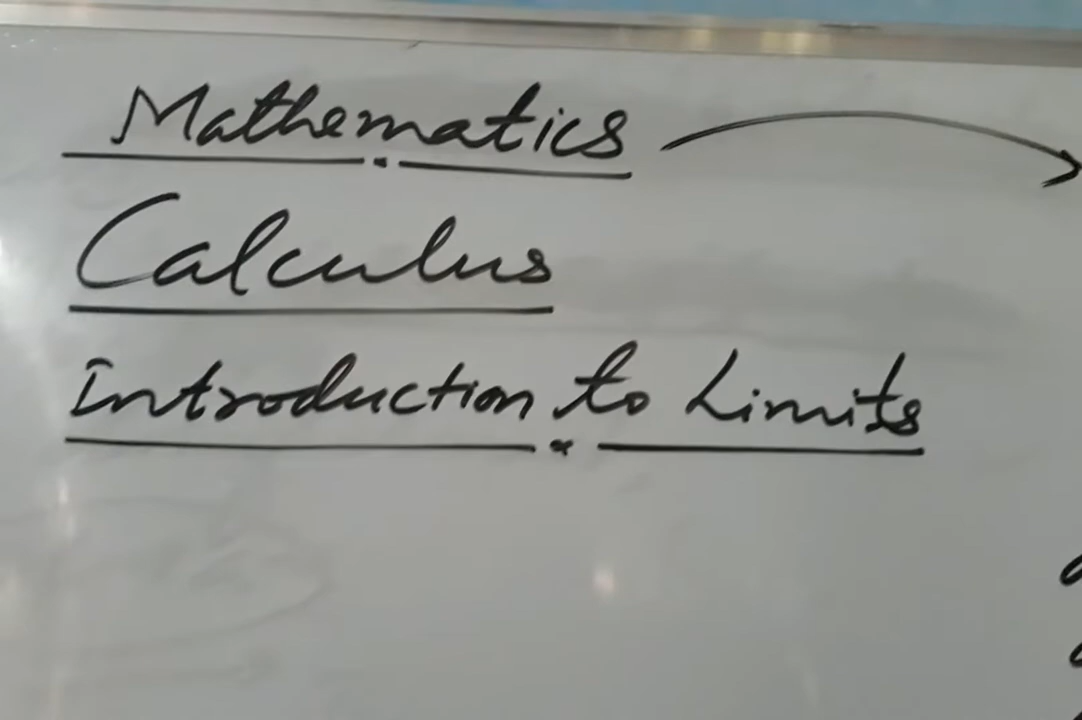 Mathematics
Calculus
Introduction to Limits